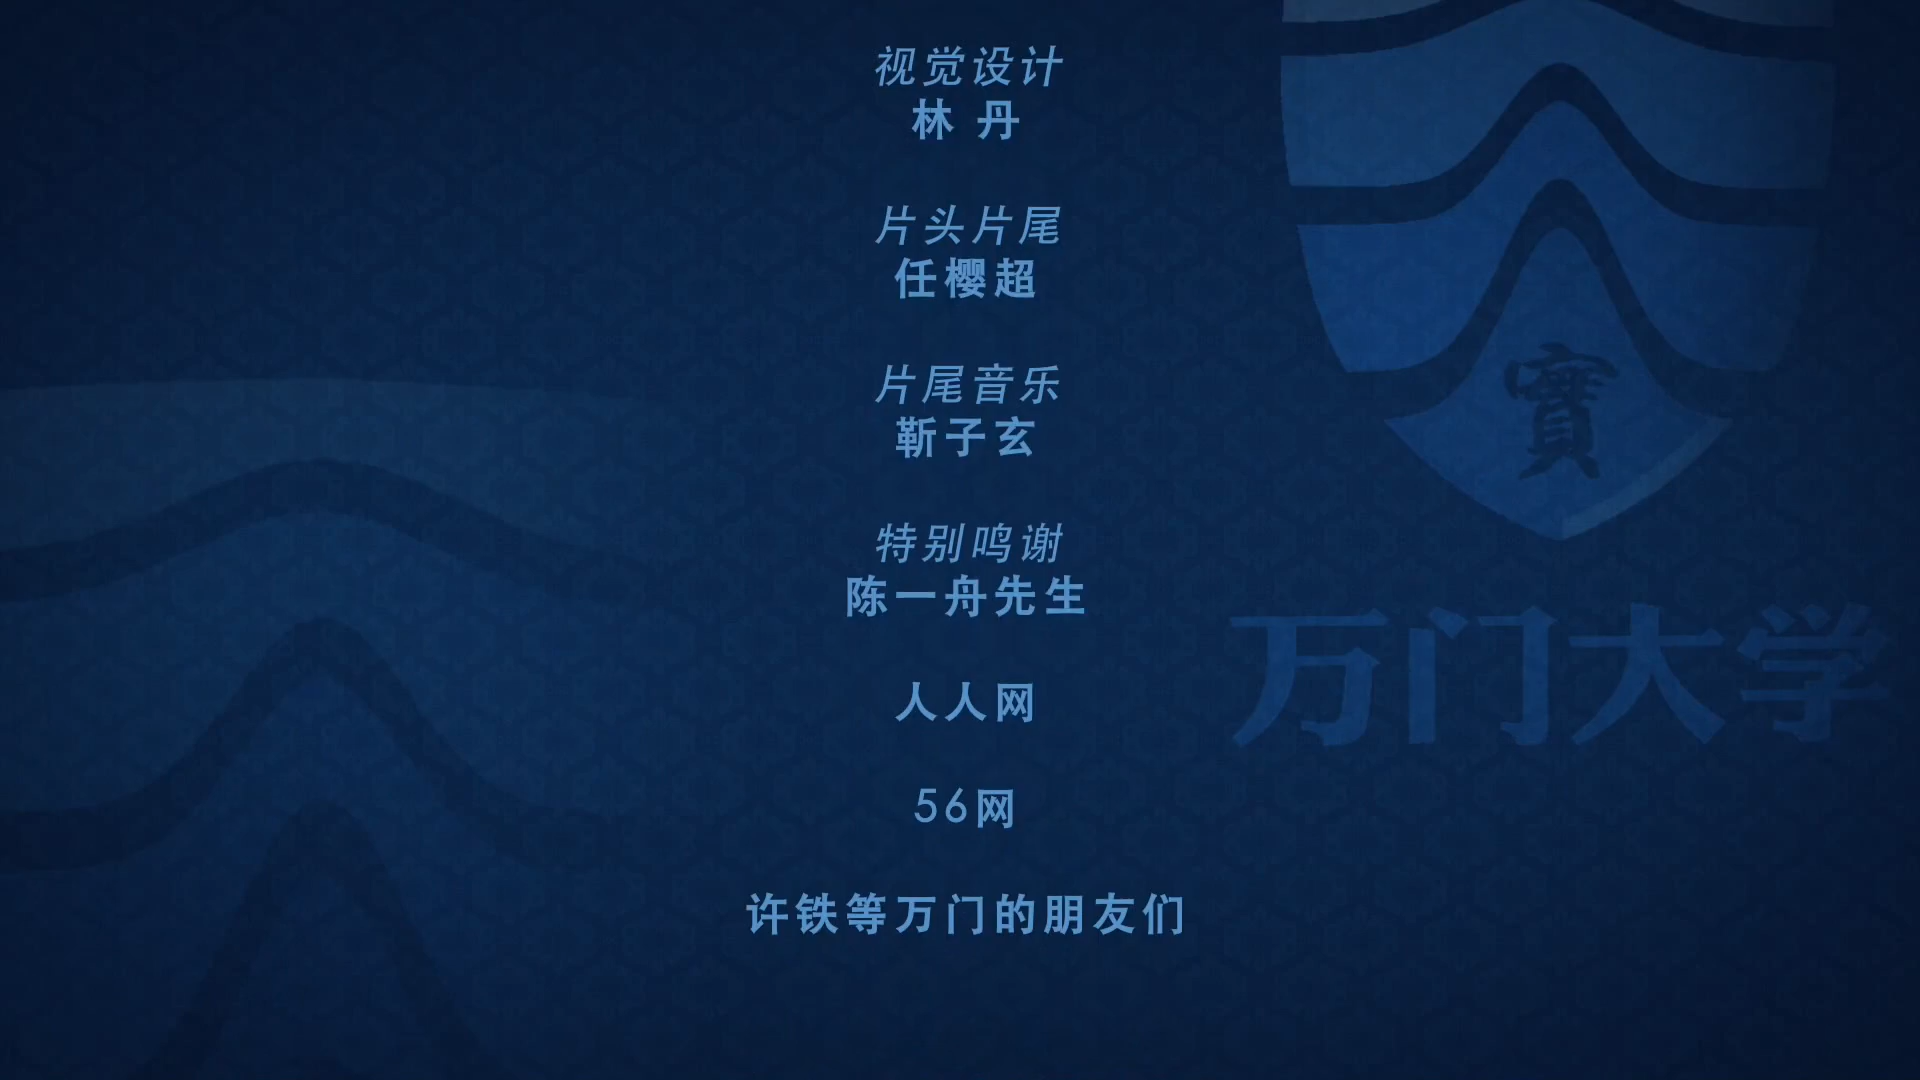 视觉设计
林 丹
片头片尾
任樱超
片尾音乐
靳子玄
特别鸣谢
陈一舟先生
人人网
56网
许铁等万门的朋友们
寶
万门大学